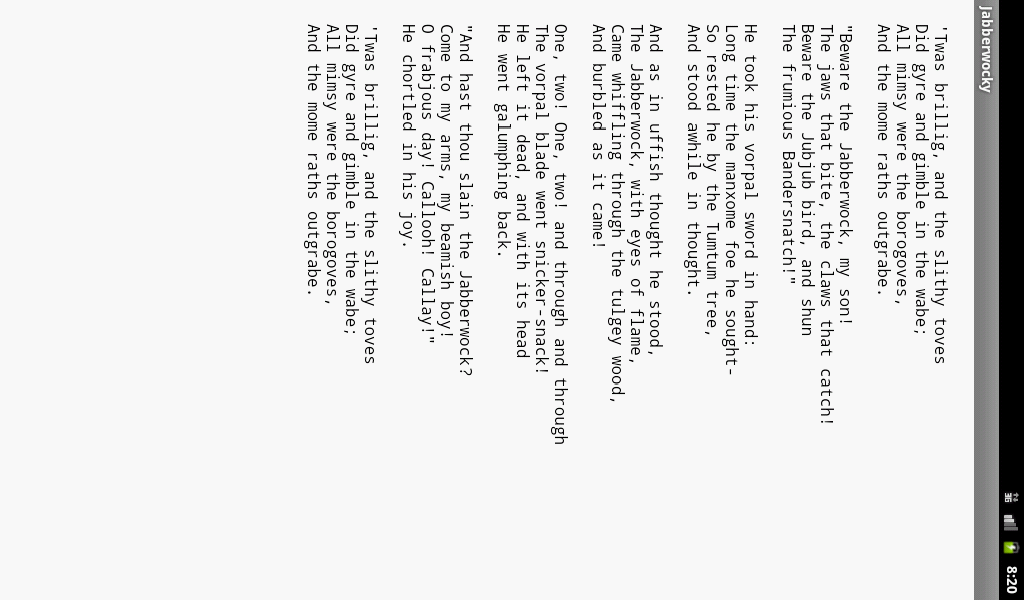 3G 8:20
Jabberwocky
'Twas brillig, and the slithy toves
Did gyre and gimble in the wabe;
All mimsy were the borogoves,
And the mome raths outgrabe.
"Beware the Jabberwock, my son!
The jaws that bite, the claws that catch!
Beware the Jubjub bird, and shun
The frumious Bandersnatch!"
He took his vorpal sword in hand:
Long time the manxome foe he sought-
So rested he by the Tumtum tree,
And stood awhile in thought.
And as in uffish thought he stood,
The Jabberwock, with eyes of flame,
Came whiffling through the tulgey wood,
And burbled as it came!
One, two! One, two! and through and through
The vorpal blade went snicker-snack!
He left it dead, and with its head
He went galumphing back.
"And hast thou slain the Jabberwock?
Come to my arms, my beamish boy!
O frabjous day! Callooh! Callay!"
He chortled in his joy.
'Twas brillig, and the slithy toves
Did gyre and gimble in the wabe;
All mimsy were the borogoves,
And the mome raths outgrabe.